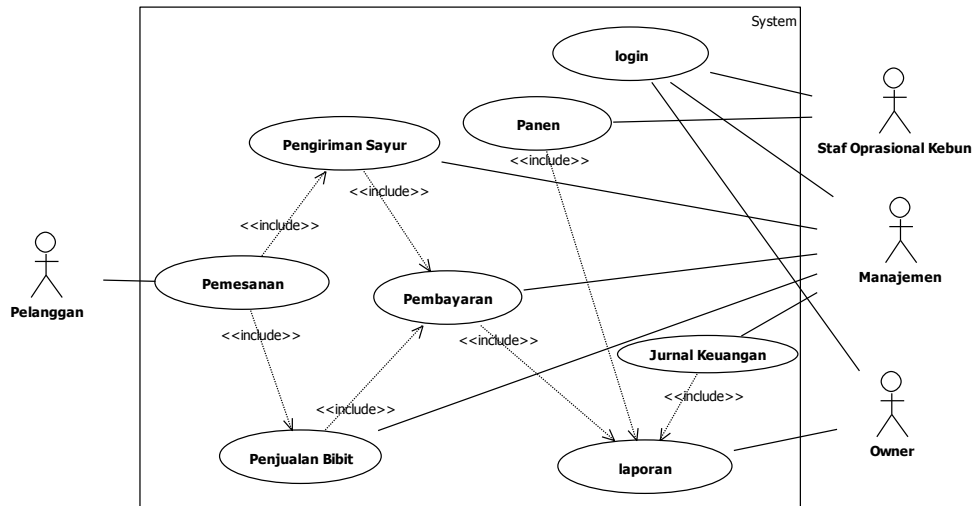 System
login
Panen
Staf Oprasional Kebun
Pengiriman Sayur
<<include>>
<<include>>
<<include>>
Pelanggan
Pemesanan
Pembayaran
Manajemen
<<include>>
<<include>>
Jurnal Keuangan
<<include>>
<<include>>
Penjualan Bibit
laporan
Owner